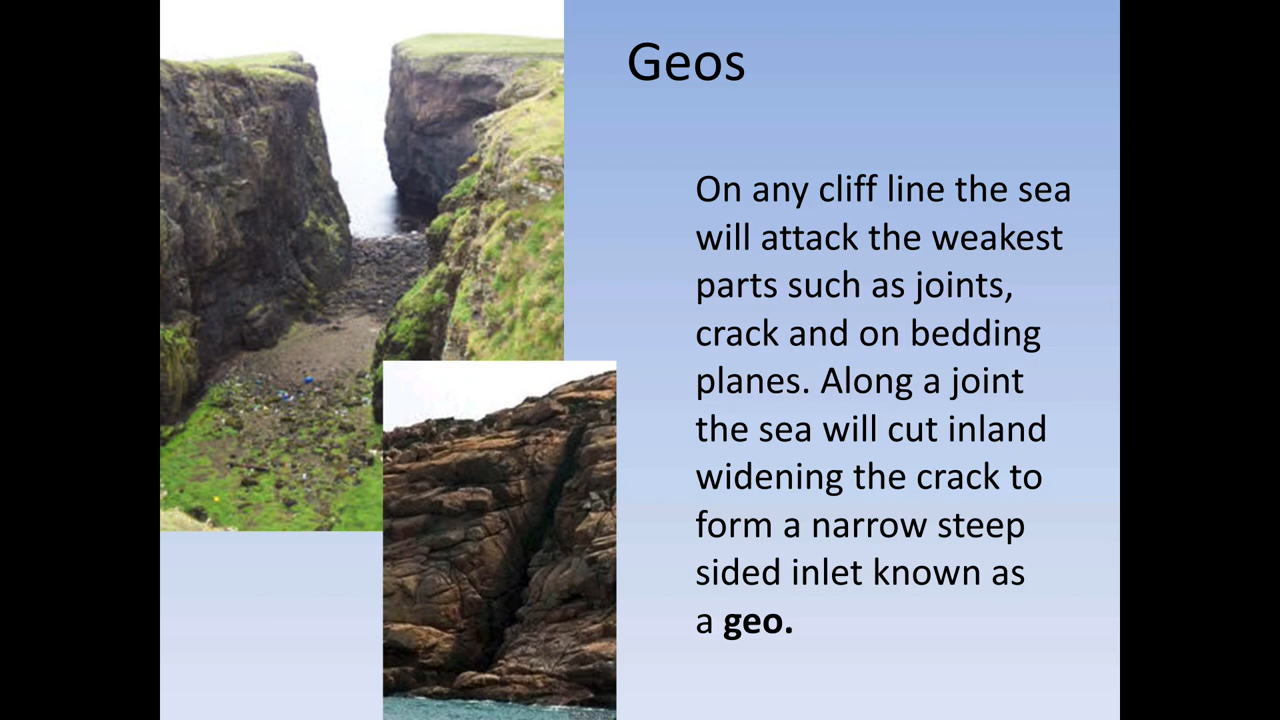 Geos
On any cliff line the sea
will attack the weakest
parts such as joints,
crack and on bedding
planes. Along a joint
the sea will cut inland
widening the crack to
form a narrow steep
sided inlet known as
a geo.